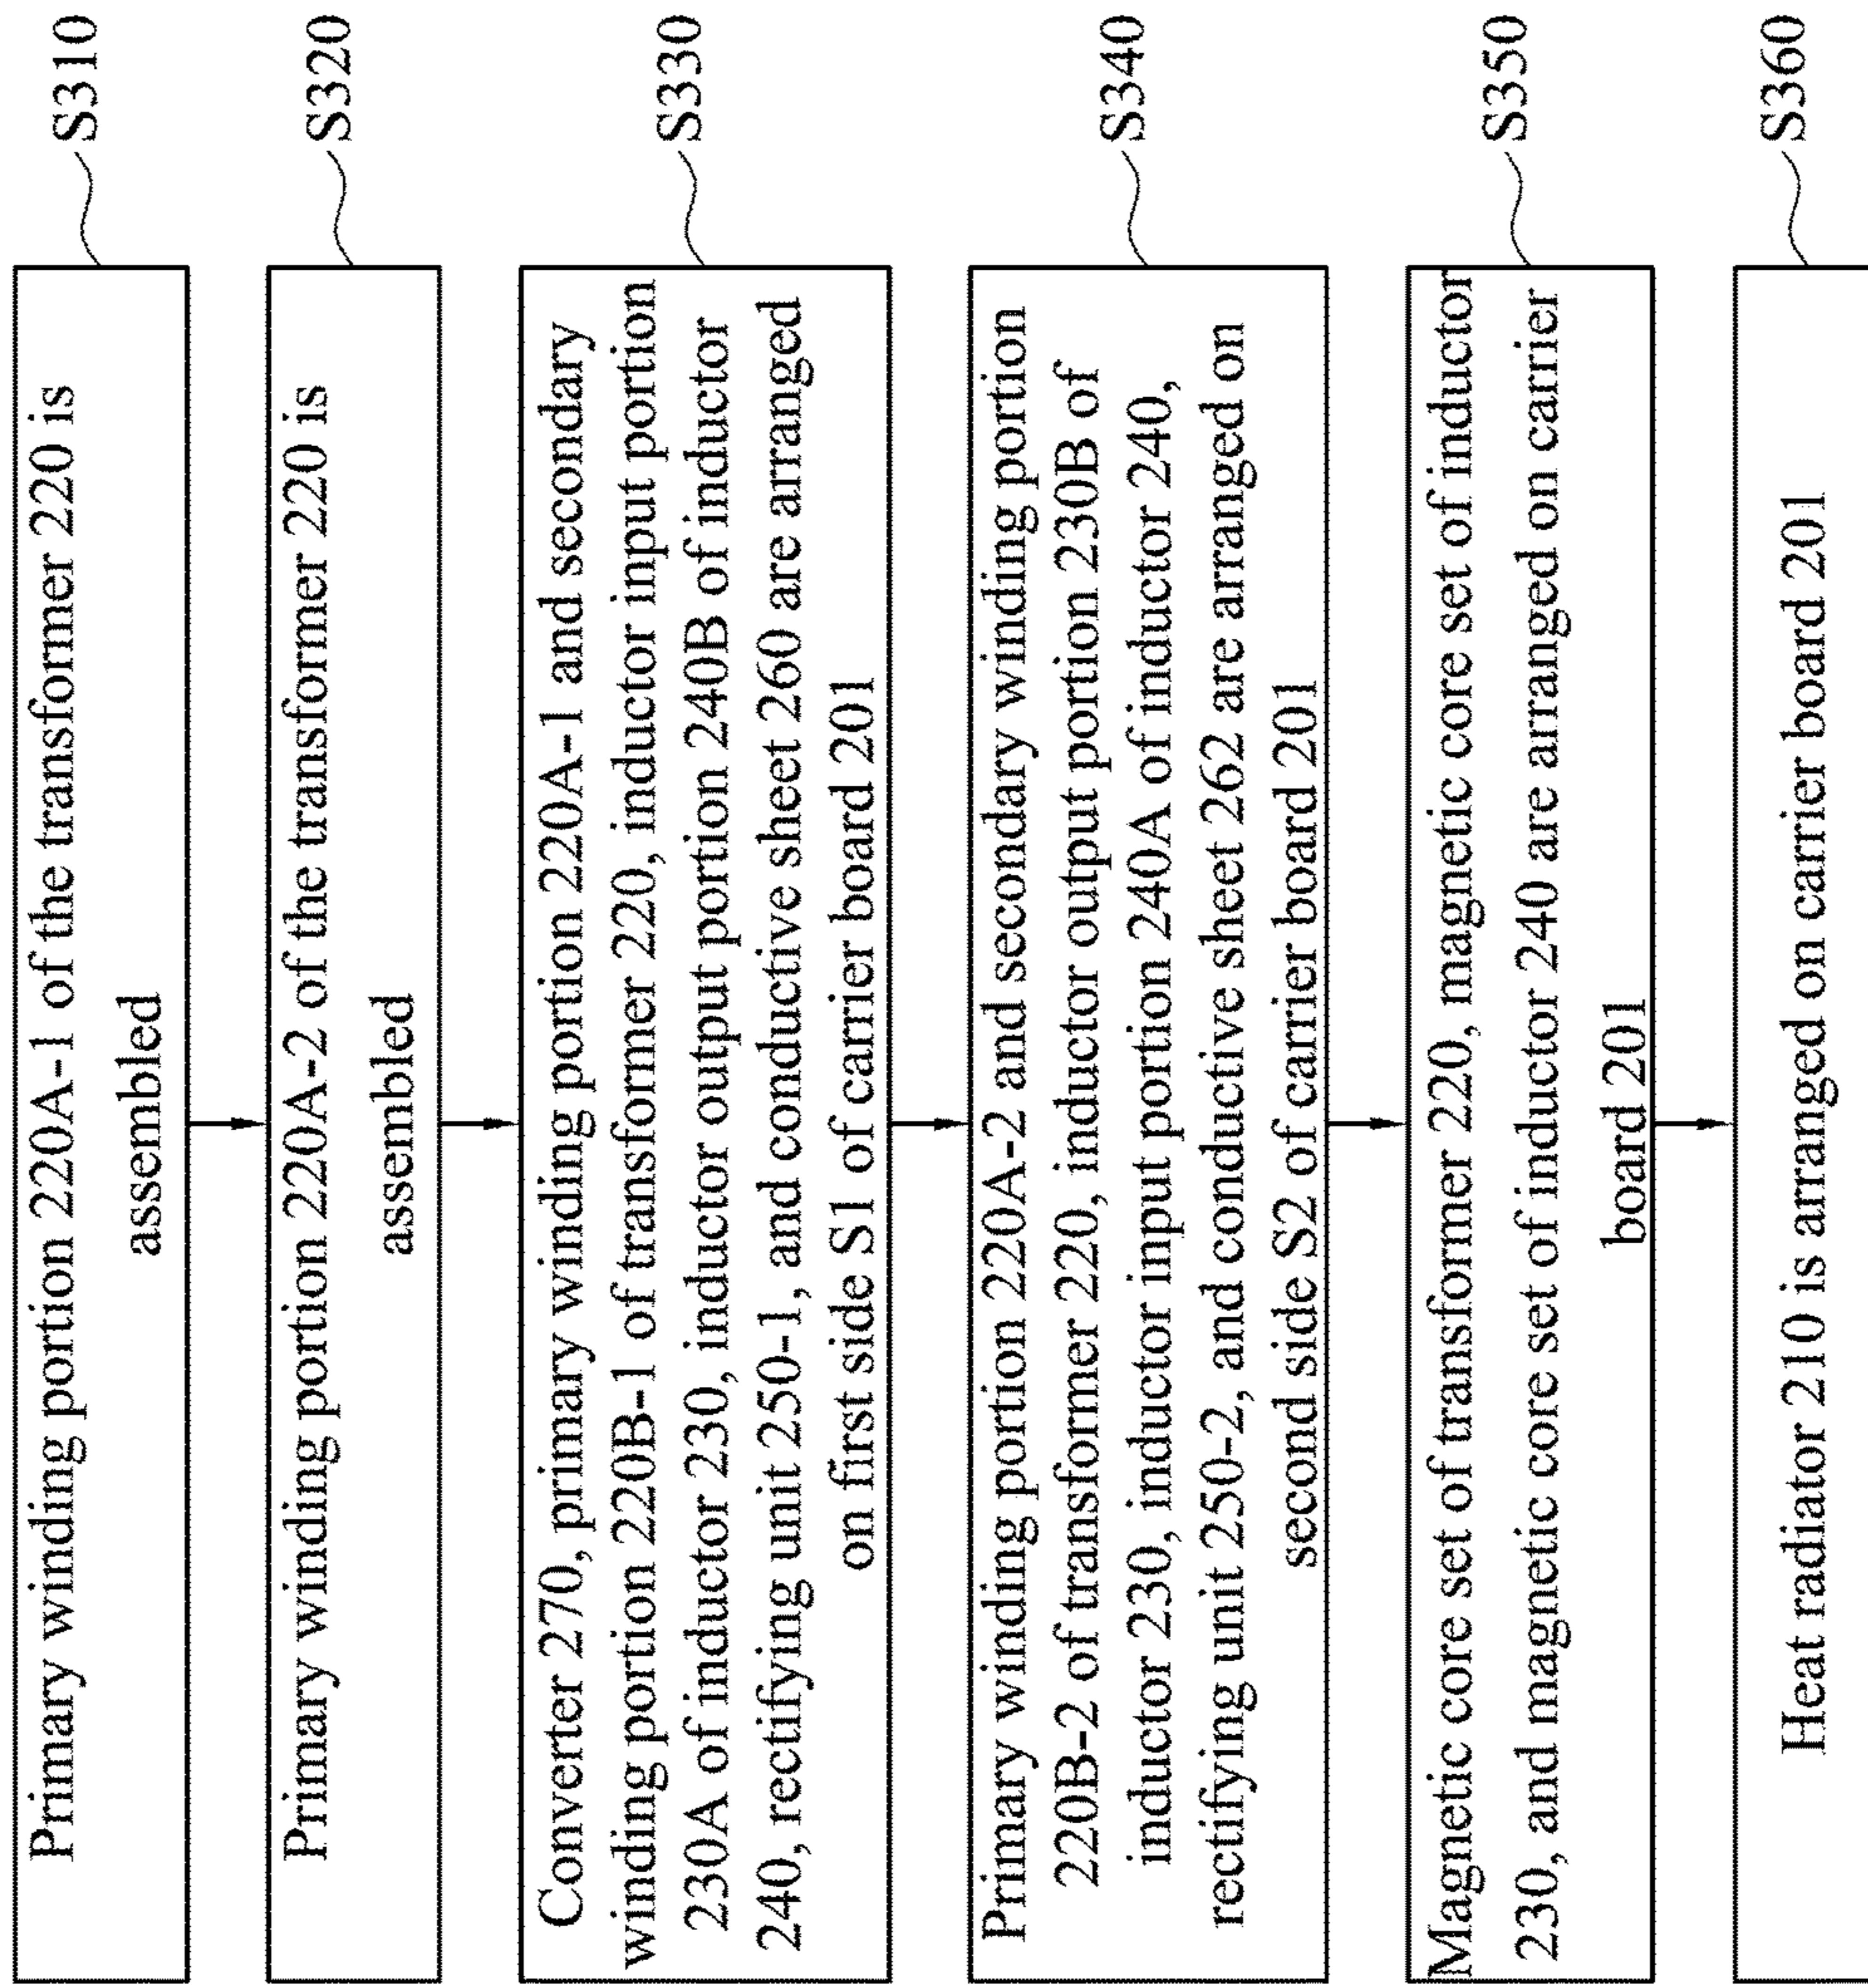 Primary winding portion 220A-1 of the transformer 220 is
assembled
S310
Primary winding portion 220A-2 of the transformer 220 is
assembled
S320
Converter 270, primary winding portion 220A-1 and secondary
winding portion 220B-1 of transformer 220, inductor input portion
230A of inductor 230, inductor output portion 240B of inductor
240, rectifying unit 250-1, and conductive sheet 260 are arranged
on first side S1 of carrier board 201
S330
Primary winding portion 220A-2 and secondary winding portion
220B-2 of transformer 220, inductor output portion 230B of
inductor 230, inductor input portion 240A of inductor 240,
rectifying unit 250-2, and conductive sheet 262 are arranged on
second side S2 of carrier board 201
S340
Magnetic core set of transformer 220, magnetic core set of inductor
230, and magnetic core set of inductor 240 are arranged on carrier
board 201
S350
Heat radiator 210 is arranged on carrier board 201
S360